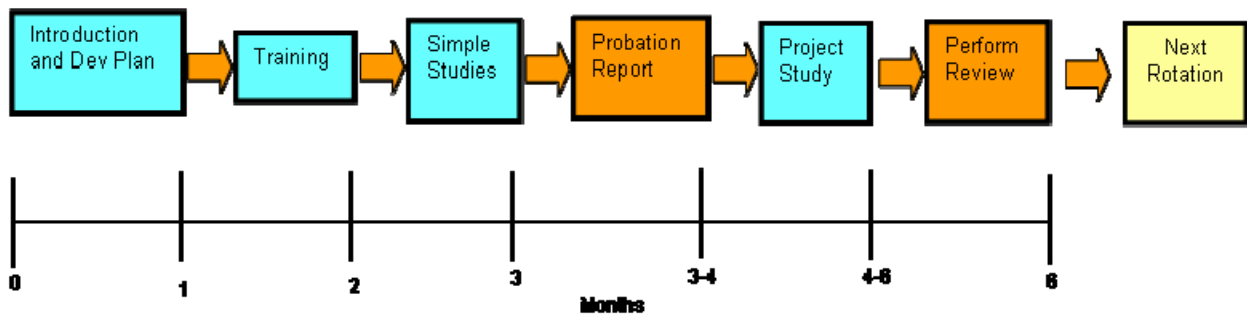 Introduction
and Dev Plan
Training
Simple
Studies
Probation
Report
Project
Study
Perform
Review
Next
Rotation
0
1
2
3
3-4
4-6
6
Months